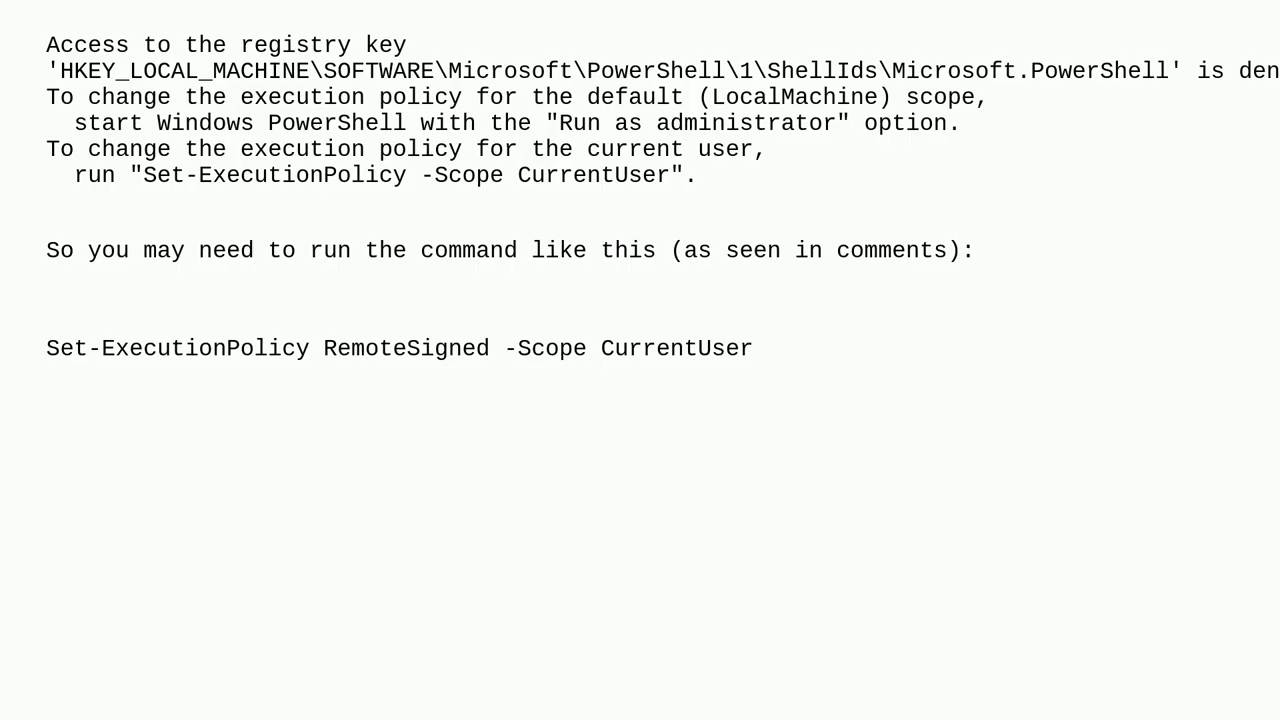 Access to the registry key
'HKEY_LOCAL_MACHINE\SOFTWARE\Microsoft\PowerShell\1\ShellIds\Microsoft.PowerShell' is den
To change the execution policy for the default (LocalMachine) scope,
  start Windows PowerShell with the "Run as administrator" option.
To change the execution policy for the current user,
  run "Set-ExecutionPolicy -Scope CurrentUser".
So you may need to run the command like this (as seen in comments):
Set-ExecutionPolicy RemoteSigned -Scope CurrentUser